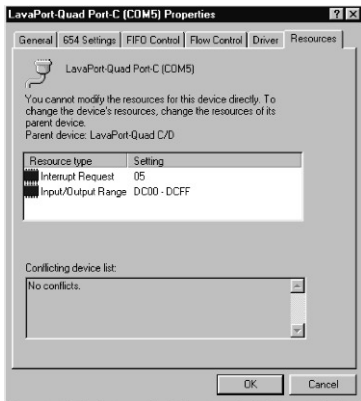 LavaPort-Quad Port-C (COM5) Properties
General 654 Settings FIFO Control Flow Control Driver Resources
LavaPort-Quad Port-C (COM5)
You cannot modify the resources for this device directly. To
change the device's resources, change the resources of its
parent device.
Parent device: LavaPort-Quad C/D
Resource type Setting
Interrupt Request 05
Input/Output Range DC00 - DCFF
Conflicting device list:
No conflicts.
OK Cancel